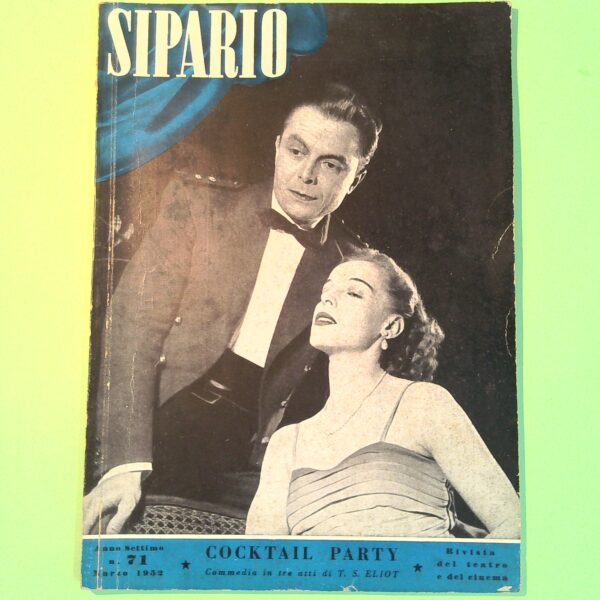 SIPARIO
Anno Settimo
n. 71
Marzo 1952
★ COCKTAIL PARTY ★
Commedia in tre atti di T. S. ELIOT
Rivista
del teatro
e del cinema